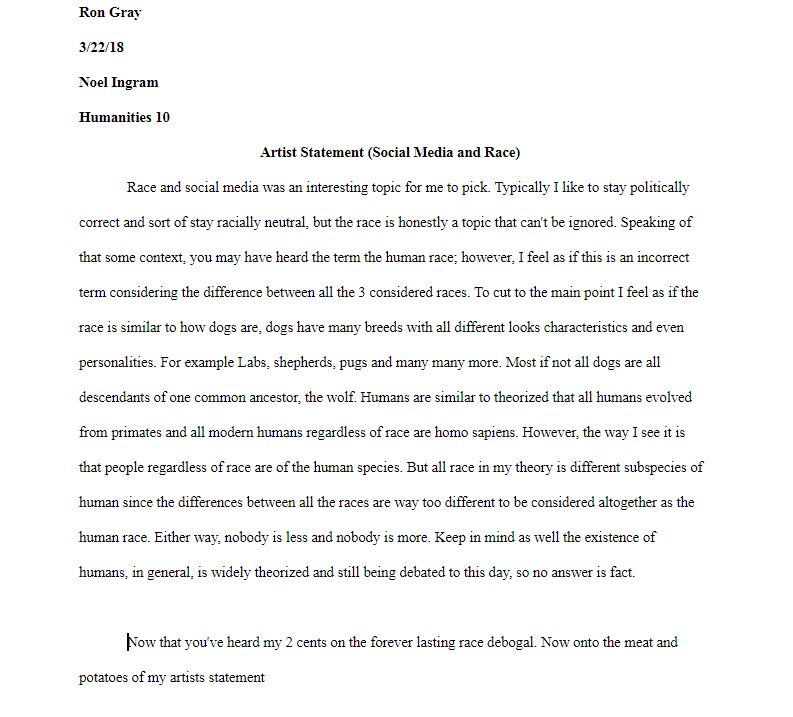 Ron Gray
3/22/18
Noel Ingram
Humanities 10
Artist Statement (Social Media and Race)
Race and social media was an interesting topic for me to pick. Typically I like to stay politically
correct and sort of stay racially neutral, but the race is honestly a topic that can't be ignored. Speaking of
that some context, you may have heard the term the human race; however, I feel as if this is an incorrect
term considering the difference between all the 3 considered races. To cut to the main point I feel as if the
race is similar to how dogs are, dogs have many breeds with all different looks characteristics and even
personalities. For example Labs, shepherds, pugs and many many more. Most if not all dogs are all
descendants of one common ancestor, the wolf. Humans are similar to theorized that all humans evolved
from primates and all modern humans regardless of race are homo sapiens. However, the way I see it is
that people regardless of race are of the human species. But all race in my theory is different subspecies of
human since the differences between all the races are way too different to be considered altogether as the
human race. Either way, nobody is less and nobody is more. Keep in mind as well the existence of
humans, in general, is widely theorized and still being debated to this day, so no answer is fact.
Now that you've heard my 2 cents on the forever lasting race debogal. Now onto the meat and
potatoes of my artists statement